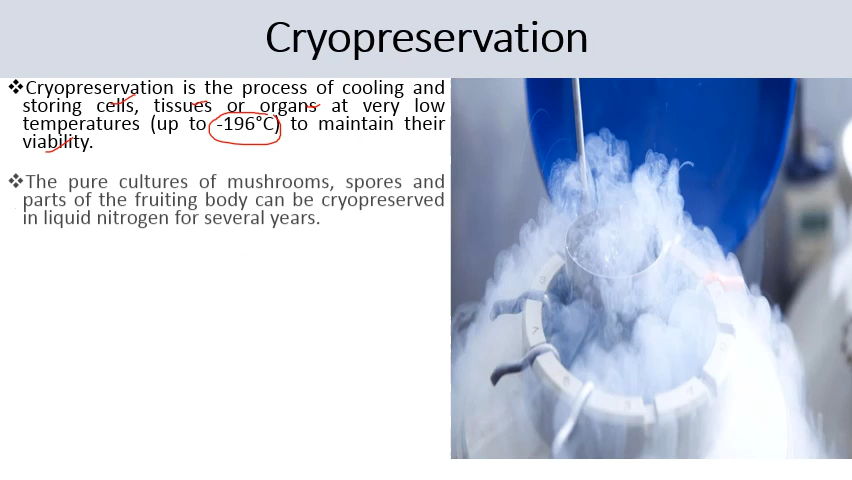 Cryopreservation
❖Cryopreservation is the process of cooling and
storing cells, tissues or organs at very low
temperatures (up to -196°C) to maintain their
viability.
❖The pure cultures of mushrooms, spores and
parts of the fruiting body can be cryopreserved
in liquid nitrogen for several years.